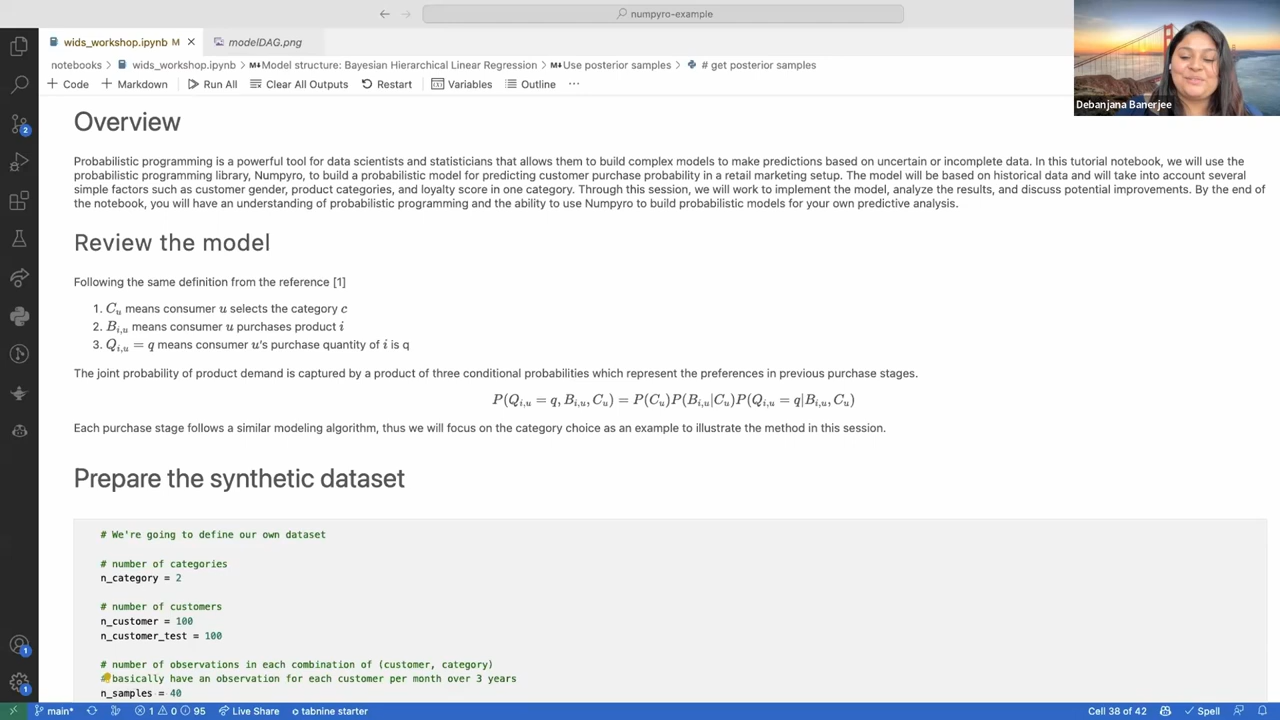 numpyro-example
wids_workshop.ipynb M
modelDAG.png
notebooks > wids_workshop.ipynb > M↓Model structure: Bayesian Hierarchical Linear Regression > M↓Use posterior samples > # get posterior samples
+ Code + Markdown Run All Clear All Outputs Restart Variables Outline ...
Debanjana Banerjee
Overview
Probabilistic programming is a powerful tool for data scientists and statisticians that allows them to build complex models to make predictions based on uncertain or incomplete data. In this tutorial notebook, we will use the
probabilistic programming library, Numpyro, to build a probabilistic model for predicting customer purchase probability in a retail marketing setup. The model will be based on historical data and will take into account several
simple factors such as customer gender, product categories, and loyalty score in one category. Through this session, we will work to implement the model, analyze the results, and discuss potential improvements. By the end of
the notebook, you will have an understanding of probabilistic programming and the ability to use Numpyro to build probabilistic models for your own predictive analysis.
Review the model
Following the same definition from the reference [1]
1. C_u means consumer u selects the category c
2. B_{i,u} means consumer u purchases product i
3. Q_{i,u} = q means consumer u's purchase quantity of i is q
The joint probability of product demand is captured by a product of three conditional probabilities which represent the preferences in previous purchase stages.
P(Q_{i,u} = q, B_{i,u}, C_u) = P(C_u)P(B_{i,u}|C_u)P(Q_{i,u} = q|B_{i,u}, C_u)
Each purchase stage follows a similar modeling algorithm, thus we will focus on the category choice as an example to illustrate the method in this session.
Prepare the synthetic dataset
# We're going to define our own dataset
# number of categories
n_category = 2
# number of customers
n_customer = 100
n_customer_test = 100
# number of observations in each combination of (customer, category)
# basically have an observation for each customer per month over 3 years
n_samples = 40
2
1
1
main* 1 0 95 Live Share tabnine starter Cell 38 of 42 Spell